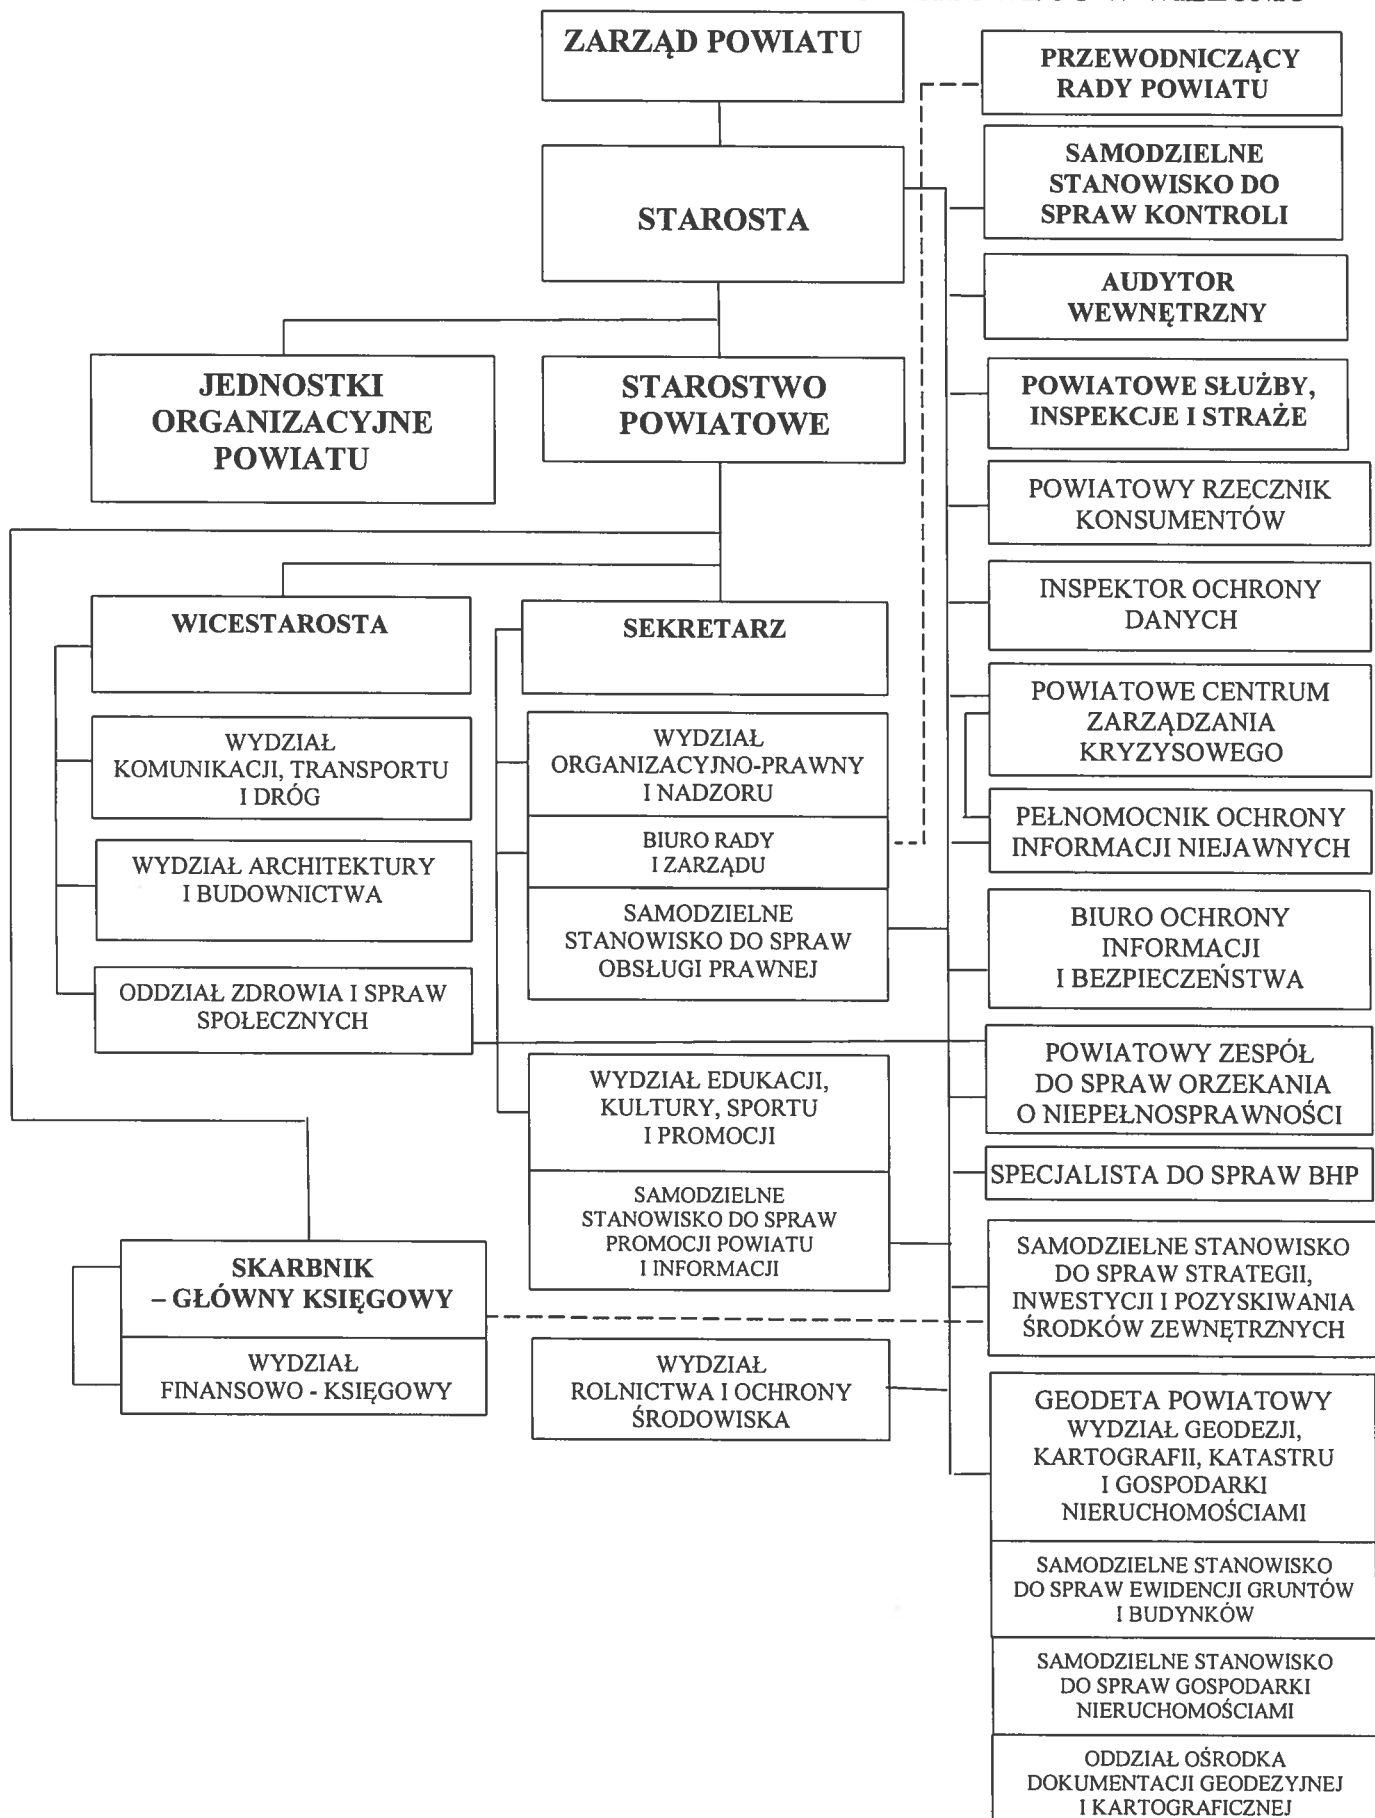 ZARZĄD POWIATU
PRZEWODNICZĄCY
RADY POWIATU
SAMODZIELNE
STANOWISKO DO
SPRAW KONTROLI
STAROSTA
AUDYTOR
WEWNĘTRZNY
JEDNOSTKI
ORGANIZACYJNE
POWIATU
STAROSTWO
POWIATOWE
POWIATOWE SŁUŻBY,
INSPEKCJE I STRAŻE
POWIATOWY RZECZNIK
KONSUMENTÓW
INSPEKTOR OCHRONY
DANYCH
WICESTAROSTA
SEKRETARZ
POWIATOWE CENTRUM
ZARZĄDZANIA
KRYZYSOWEGO
WYDZIAŁ
KOMUNIKACJI, TRANSPORTU
I DRÓG
WYDZIAŁ
ORGANIZACYJNO-PRAWNY
I NADZORU
PEŁNOMOCNIK OCHRONY
INFORMACJI NIEJAWNYCH
BIURO RADY
I ZARZĄDU
WYDZIAŁ ARCHITEKTURY
I BUDOWNICTWA
SAMODZIELNE
STANOWISKO DO SPRAW
OBSŁUGI PRAWNEJ
BIURO OCHRONY
INFORMACJI
I BEZPIECZEŃSTWA
ODDZIAŁ ZDROWIA I SPRAW
SPOŁECZNYCH
POWIATOWY ZESPÓŁ
DO SPRAW ORZEKANIA
O NIEPEŁNOSPRAWNOŚCI
WYDZIAŁ EDUKACJI,
KULTURY, SPORTU
I PROMOCJI
SPECJALISTA DO SPRAW BHP
SAMODZIELNE
STANOWISKO DO SPRAW
PROMOCJI POWIATU
I INFORMACJI
SAMODZIELNE STANOWISKO
DO SPRAW STRATEGII,
INWESTYCJI I POZYSKIWANIA
ŚRODKÓW ZEWNĘTRZNYCH
SKARBNIK
– GŁÓWNY KSIĘGOWY
WYDZIAŁ
FINANSOWO - KSIĘGOWY
WYDZIAŁ
ROLNICTWA I OCHRONY
ŚRODOWISKA
GEODETA POWIATOWY
WYDZIAŁ GEODEZJI,
KARTOGRAFII, KATASTRU
I GOSPODARKI
NIERUCHOMOŚCIAMI
SAMODZIELNE STANOWISKO
DO SPRAW EWIDENCJI GRUNTÓW
I BUDYNKÓW
SAMODZIELNE STANOWISKO
DO SPRAW GOSPODARKI
NIERUCHOMOŚCIAMI
ODDZIAŁ OŚRODKA
DOKUMENTACJI GEODEZYJNEJ
I KARTOGRAFICZNEJ